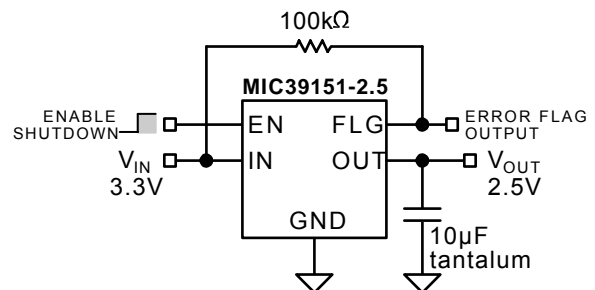 100kΩ
MIC39151-2.5
ENABLE
SHUTDOWN
EN
FLG
ERROR FLAG
OUTPUT
VIN
3.3V
IN
OUT
VOUT
2.5V
GND
10µF
tantalum